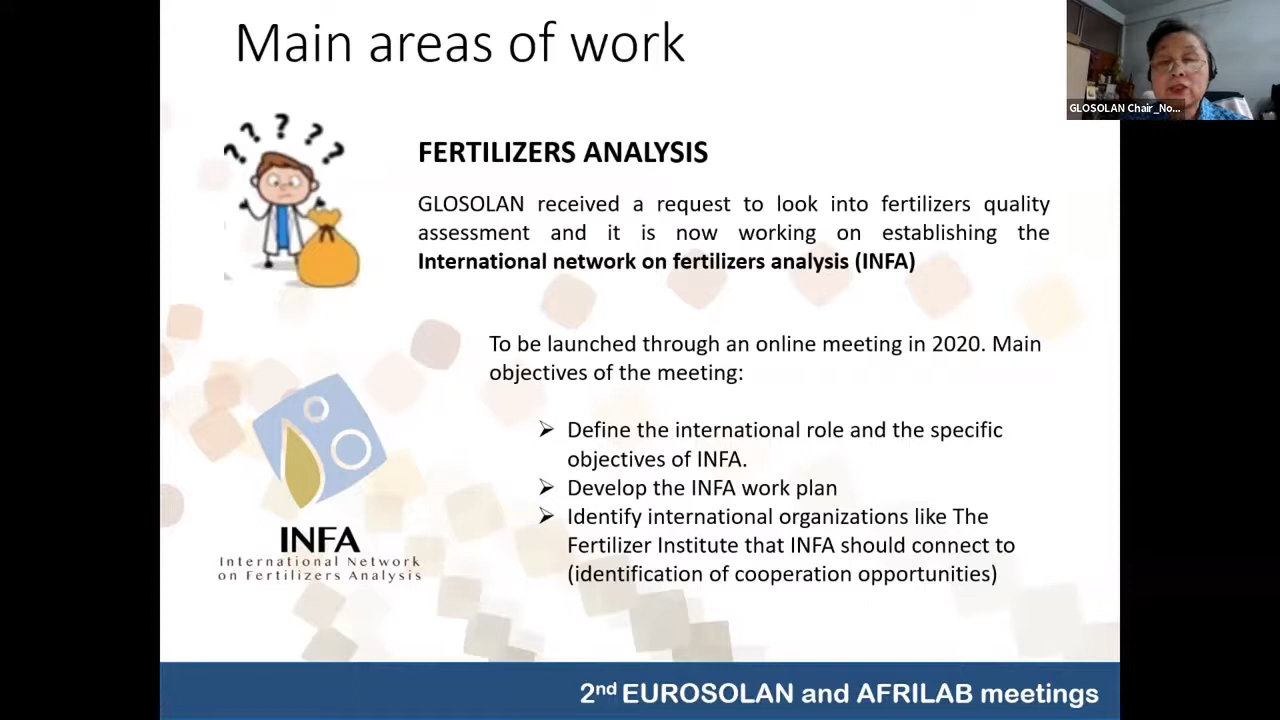 Main areas of work
GLOSOLAN Chair_No...
? ? ? ? ?
FERTILIZERS ANALYSIS
GLOSOLAN received a request to look into fertilizers quality
assessment and it is now working on establishing the
International network on fertilizers analysis (INFA)
To be launched through an online meeting in 2020. Main
objectives of the meeting:
Define the international role and the specific
objectives of INFA.
Develop the INFA work plan
Identify international organizations like The
Fertilizer Institute that INFA should connect to
(identification of cooperation opportunities)
INFA
International Network
on Fertilizers Analysis
2nd EUROSOLAN and AFRILAB meetings